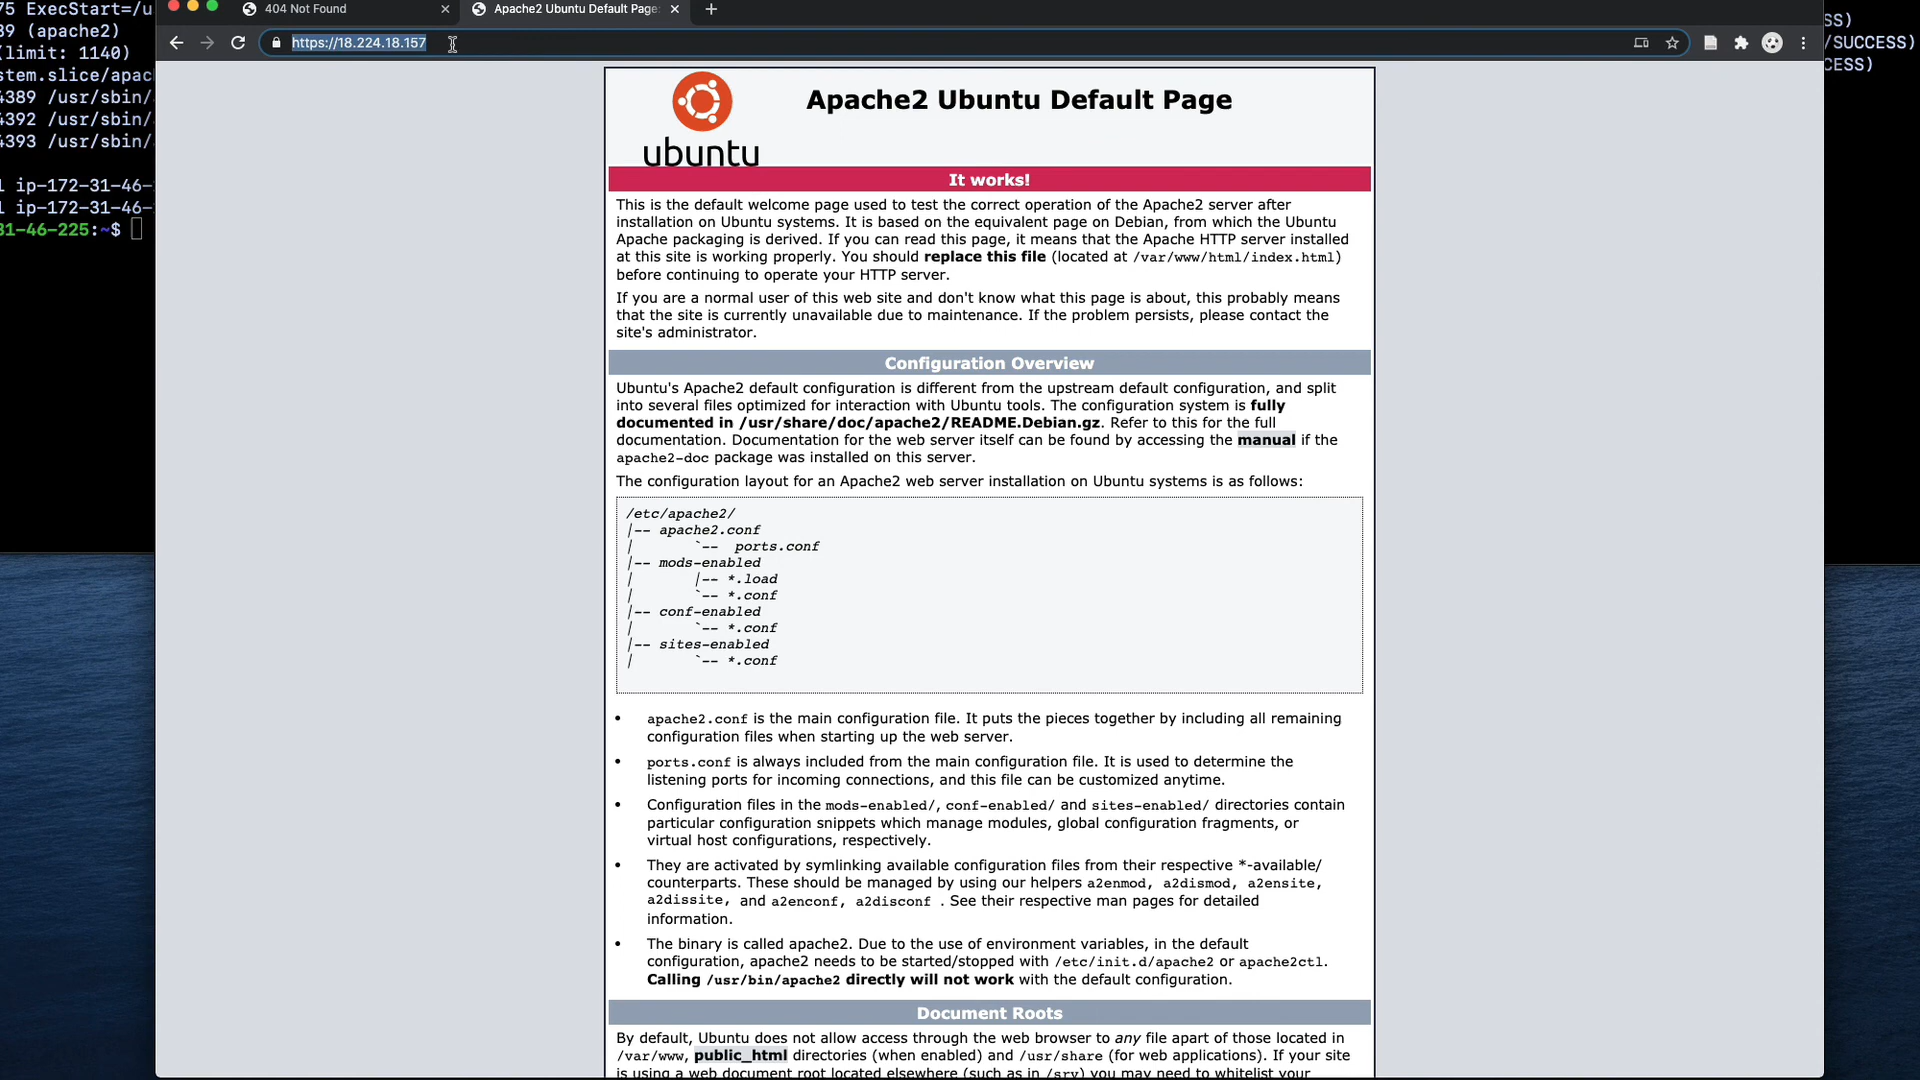 75 ExecStart=/u
39 (apache2)
(limit: 1140)
stem.slice/apac
4389 /usr/sbin/
4392 /usr/sbin/
4393 /usr/sbin/
l ip-172-31-46-
l ip-172-31-46-
31-46-225:~$
404 Not Found
Apache2 Ubuntu Default Page:
https://18.224.18.157
SS)
/SUCCESS)
CESS)
ubuntu
Apache2 Ubuntu Default Page
It works!
This is the default welcome page used to test the correct operation of the Apache2 server after
installation on Ubuntu systems. It is based on the equivalent page on Debian, from which the Ubuntu
Apache packaging is derived. If you can read this page, it means that the Apache HTTP server installed
at this site is working properly. You should replace this file (located at /var/www/html/index.html)
before continuing to operate your HTTP server.
If you are a normal user of this web site and don't know what this page is about, this probably means
that the site is currently unavailable due to maintenance. If the problem persists, please contact the
site's administrator.
Configuration Overview
Ubuntu's Apache2 default configuration is different from the upstream default configuration, and split
into several files optimized for interaction with Ubuntu tools. The configuration system is fully
documented in /usr/share/doc/apache2/README.Debian.gz. Refer to this for the full
documentation. Documentation for the web server itself can be found by accessing the manual if the
apache2-doc package was installed on this server.
The configuration layout for an Apache2 web server installation on Ubuntu systems is as follows:
/etc/apache2/
|-- apache2.conf
|       `--  ports.conf
|-- mods-enabled
|       |-- *.load
|       `-- *.conf
|-- conf-enabled
|       `-- *.conf
|-- sites-enabled
|       `-- *.conf
• apache2.conf is the main configuration file. It puts the pieces together by including all remaining
configuration files when starting up the web server.
• ports.conf is always included from the main configuration file. It is used to determine the
listening ports for incoming connections, and this file can be customized anytime.
• Configuration files in the mods-enabled/, conf-enabled/ and sites-enabled/ directories contain
particular configuration snippets which manage modules, global configuration fragments, or
virtual host configurations, respectively.
• They are activated by symlinking available configuration files from their respective *-available/
counterparts. These should be managed by using our helpers a2enmod, a2dismod, a2ensite,
a2dissite, and a2enconf, a2disconf . See their respective man pages for detailed
information.
• The binary is called apache2. Due to the use of environment variables, in the default
configuration, apache2 needs to be started/stopped with /etc/init.d/apache2 or apache2ctl.
Calling /usr/bin/apache2 directly will not work with the default configuration.
Document Roots
By default, Ubuntu does not allow access through the web browser to any file apart of those located in
/var/www, public_html directories (when enabled) and /usr/share (for web applications). If your site
is using a web document root located elsewhere (such as in /srv) you may need to whitelist your